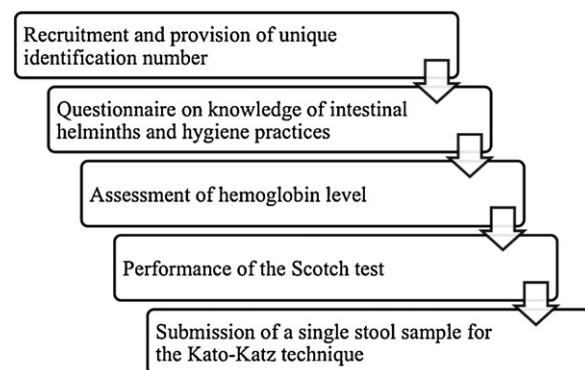 Recruitment and provision of unique
identification number
Questionnaire on knowledge of intestinal
helminths and hygiene practices
Assessment of hemoglobin level
Performance of the Scotch test
Submission of a single stool sample for
the Kato-Katz technique